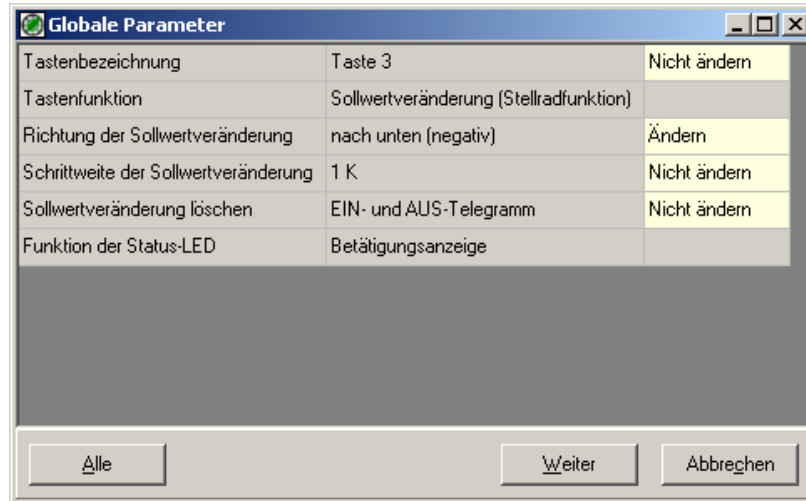 Globale Parameter
Tastenbezeichnung Taste 3 Nicht ändern
Tastenfunktion Sollwertveränderung (Stellradfunktion)
Richtung der Sollwertveränderung nach unten (negativ) Ändern
Schrittweite der Sollwertveränderung 1 K Nicht ändern
Sollwertveränderung löschen EIN- und AUS-Telegramm Nicht ändern
Funktion der Status-LED Betätigungsanzeige
Alle Weiter Abbrechen